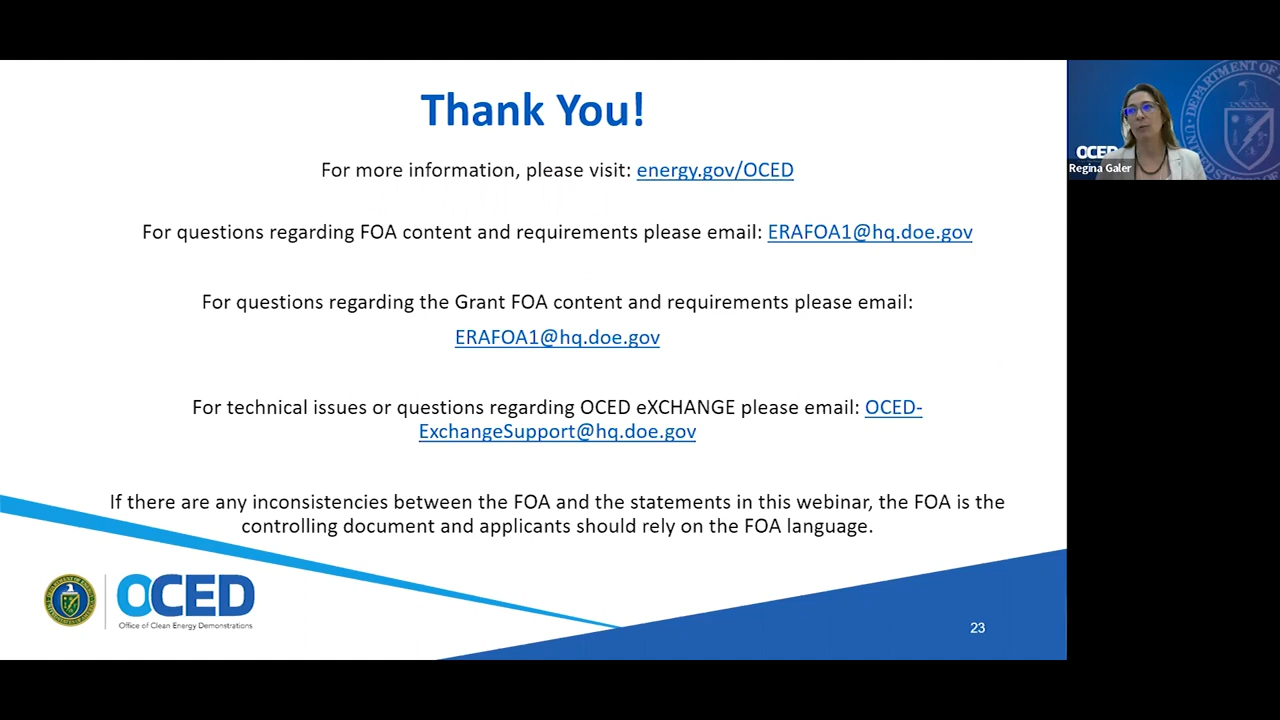 Thank You!
For more information, please visit: energy.gov/OCED
For questions regarding FOA content and requirements please email: ERAFOA1@hq.doe.gov
For questions regarding the Grant FOA content and requirements please email:
ERAFOA1@hq.doe.gov
For technical issues or questions regarding OCED eXCHANGE please email: OCED-
ExchangeSupport@hq.doe.gov
If there are any inconsistencies between the FOA and the statements in this webinar, the FOA is the
controlling document and applicants should rely on the FOA language.
OCED
Office of Clean Energy Demonstrations
23
OCED
Regina Galer
DEPARTMENT OF